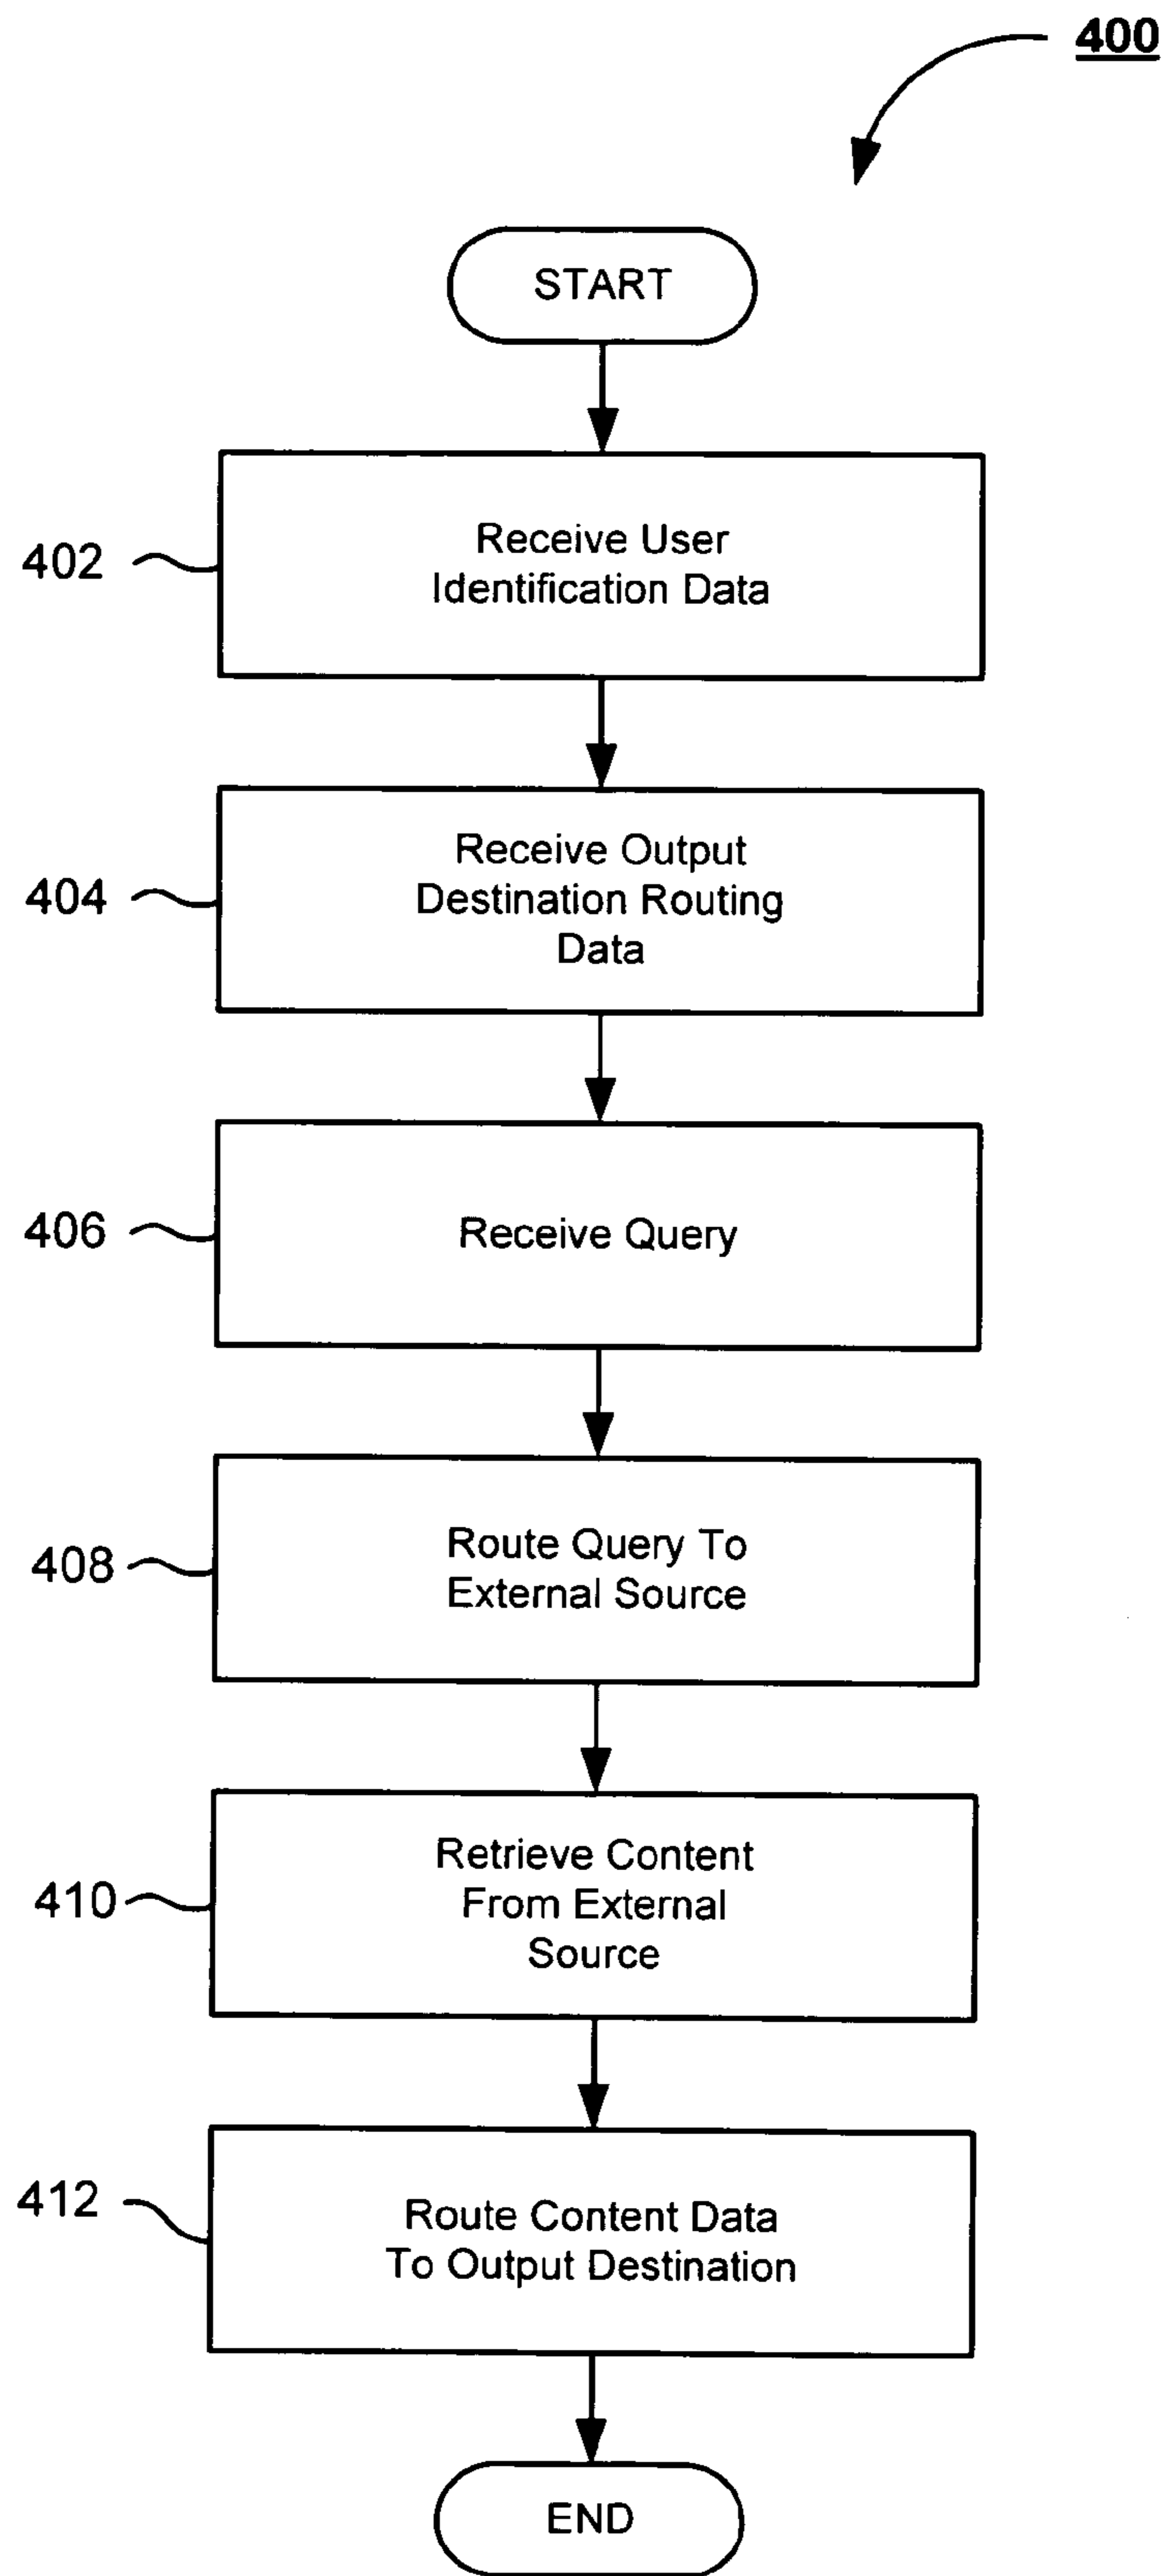 400
START
402
Receive User
Identification Data
404
Receive Output
Destination Routing
Data
406
Receive Query
408
Route Query To
External Source
410
Retrieve Content
From External
Source
412
Route Content Data
To Output Destination
END